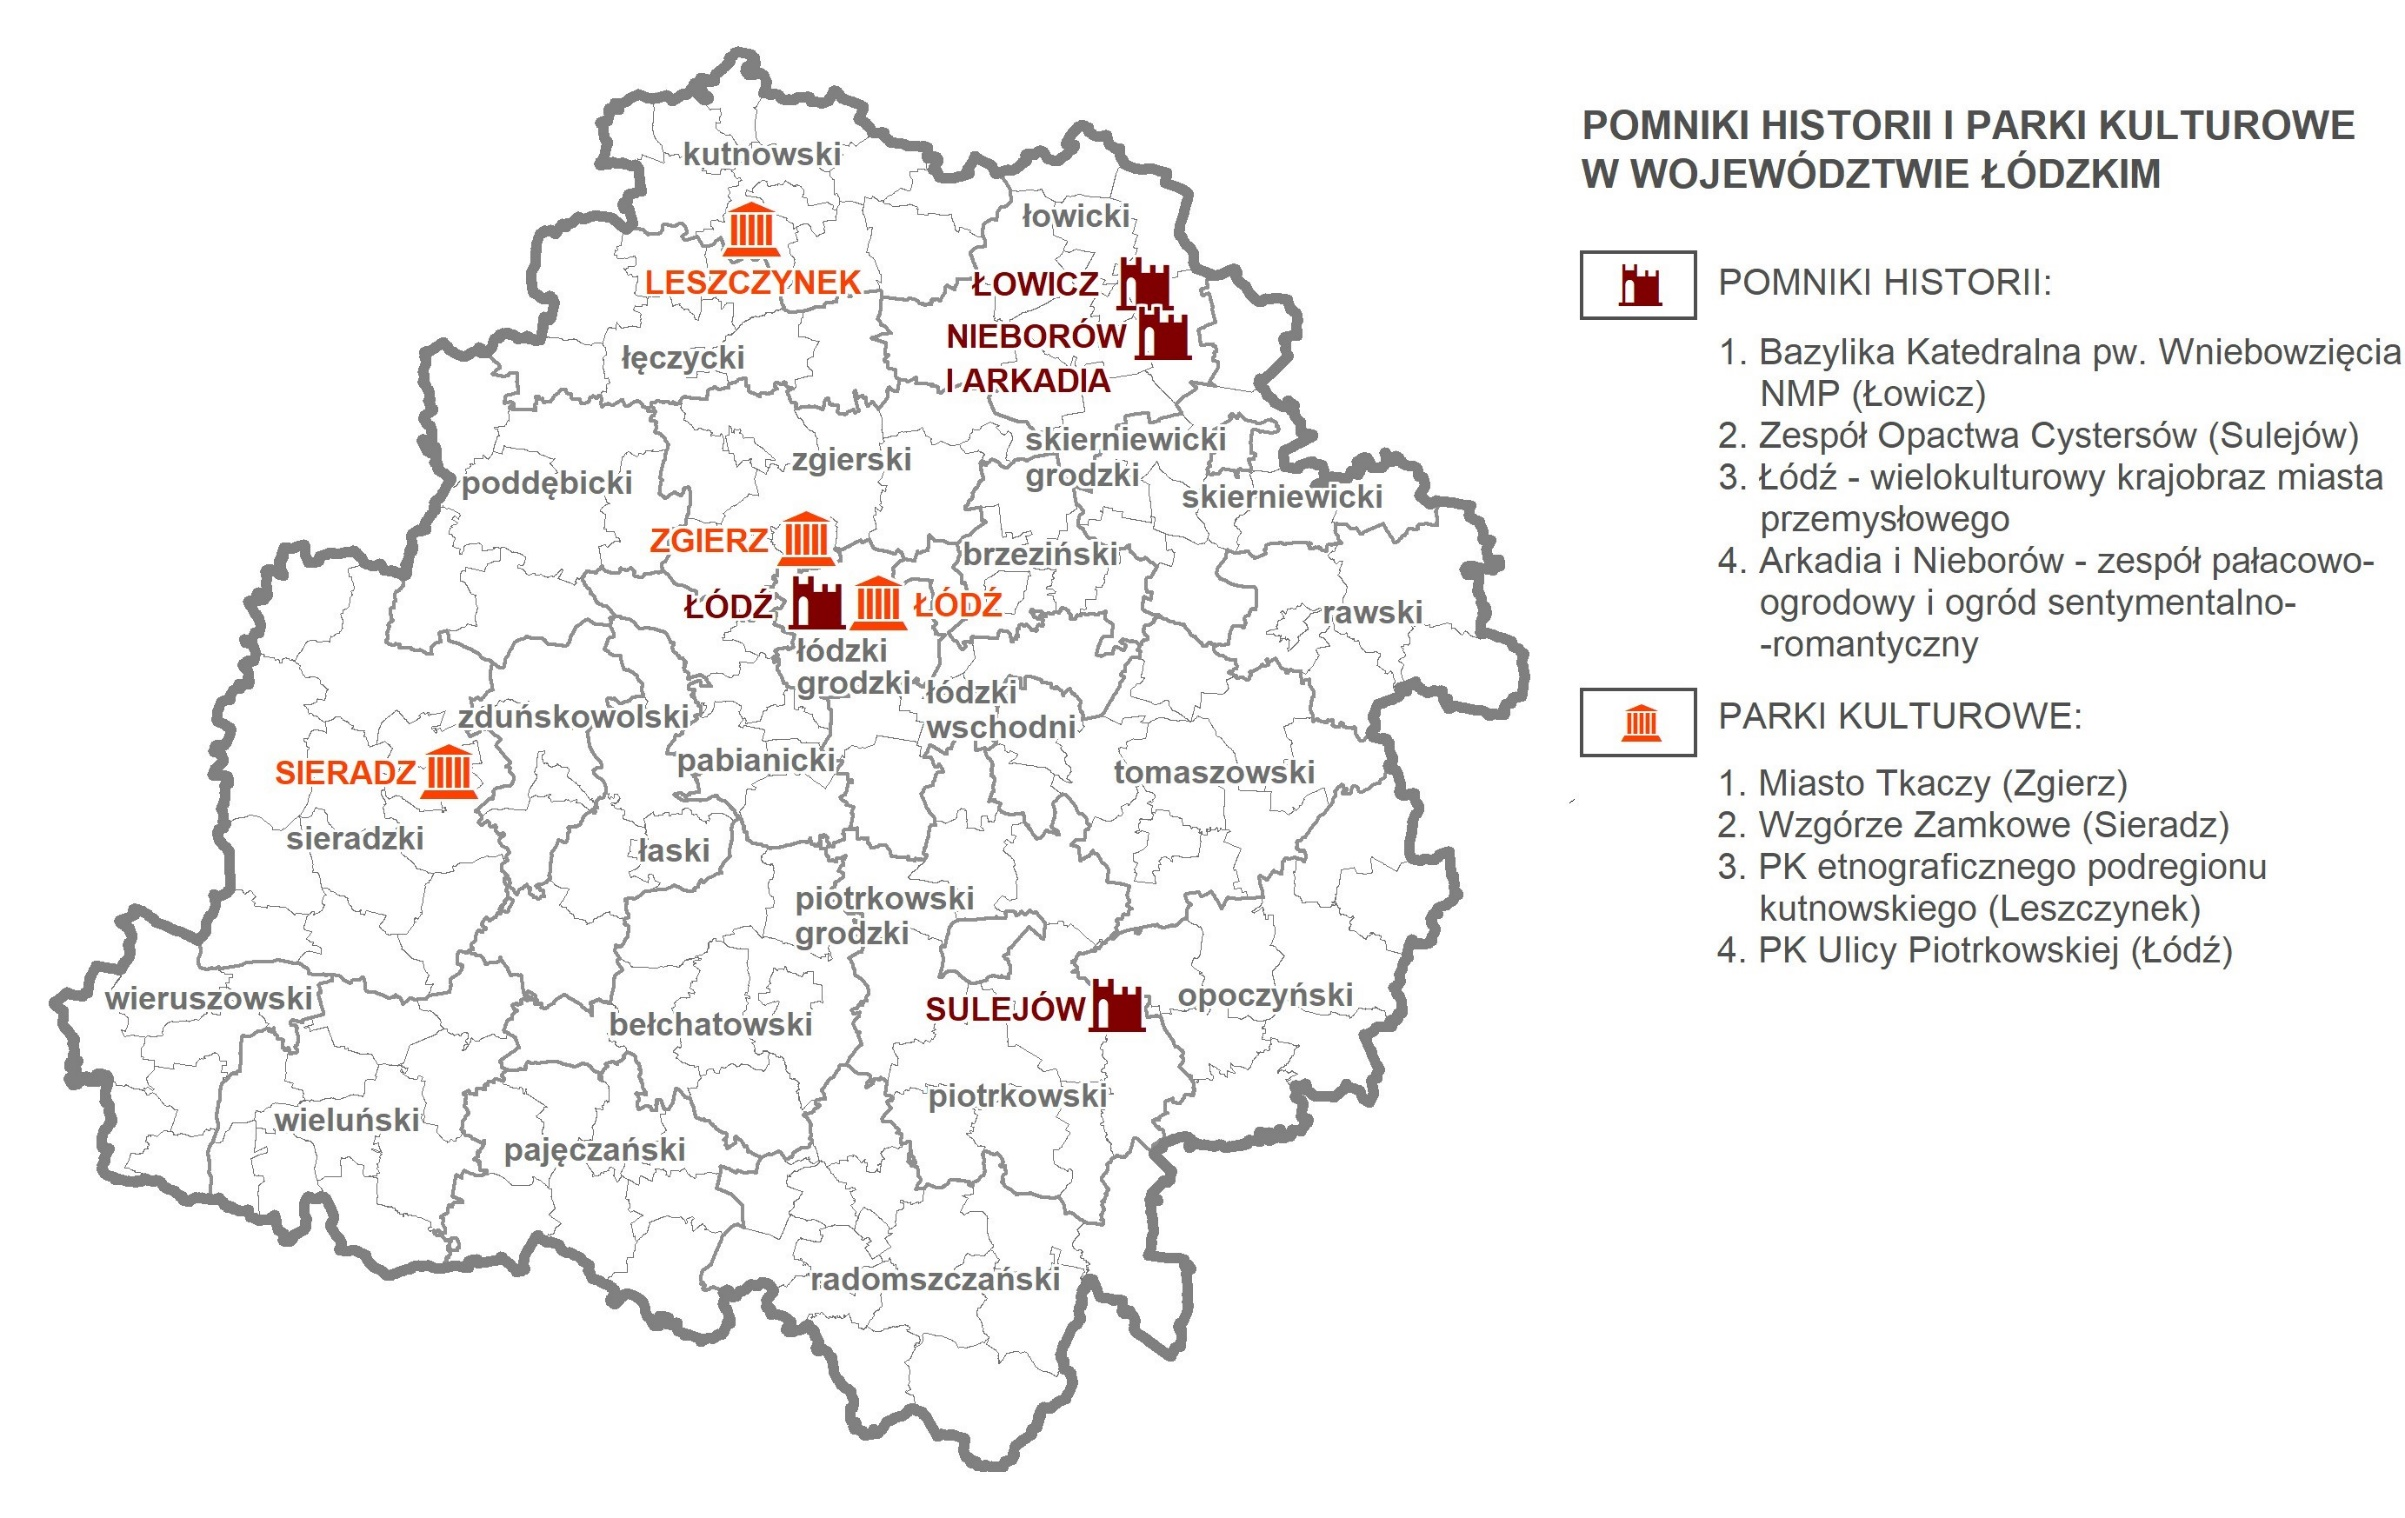 POMNIKI HISTORII I PARKI KULTUROWE
W WOJEWÓDZTWIE ŁÓDZKIM
POMNIKI HISTORII:
1. Bazylika Katedralna pw. Wniebowzięcia
NMP (Łowicz)
2. Zespół Opactwa Cystersów (Sulejów)
3. Łódź - wielokulturowy krajobraz miasta
przemysłowego
4. Arkadia i Nieborów - zespół pałacowo-
ogrodowy i ogród sentymentalno-
-romantyczny
PARKI KULTUROWE:
1. Miasto Tkaczy (Zgierz)
2. Wzgórze Zamkowe (Sieradz)
3. PK etnograficznego podregionu
kutnowskiego (Leszczynek)
4. PK Ulicy Piotrkowskiej (Łódź)
kutnowski
łowicki
LESZCZYNEK
ŁOWICZ
NIEBORÓW
I ARKADIA
łęczycki
skierniewicki
grodzki
zgierski
poddębicki
skierniewicki
ZGIERZ
brzeziński
ŁÓDŹ
ŁÓDŹ
rawski
łódzki
grodzki
łódzki
wschodni
zduńskowolski
pabianicki
SIERADZ
tomaszowski
sieradzki
łaski
piotrkowski
grodzki
wieruszowski
opoczyński
SULEJÓW
bełchatowski
piotrkowski
wieluński
pajęczański
radomszczański